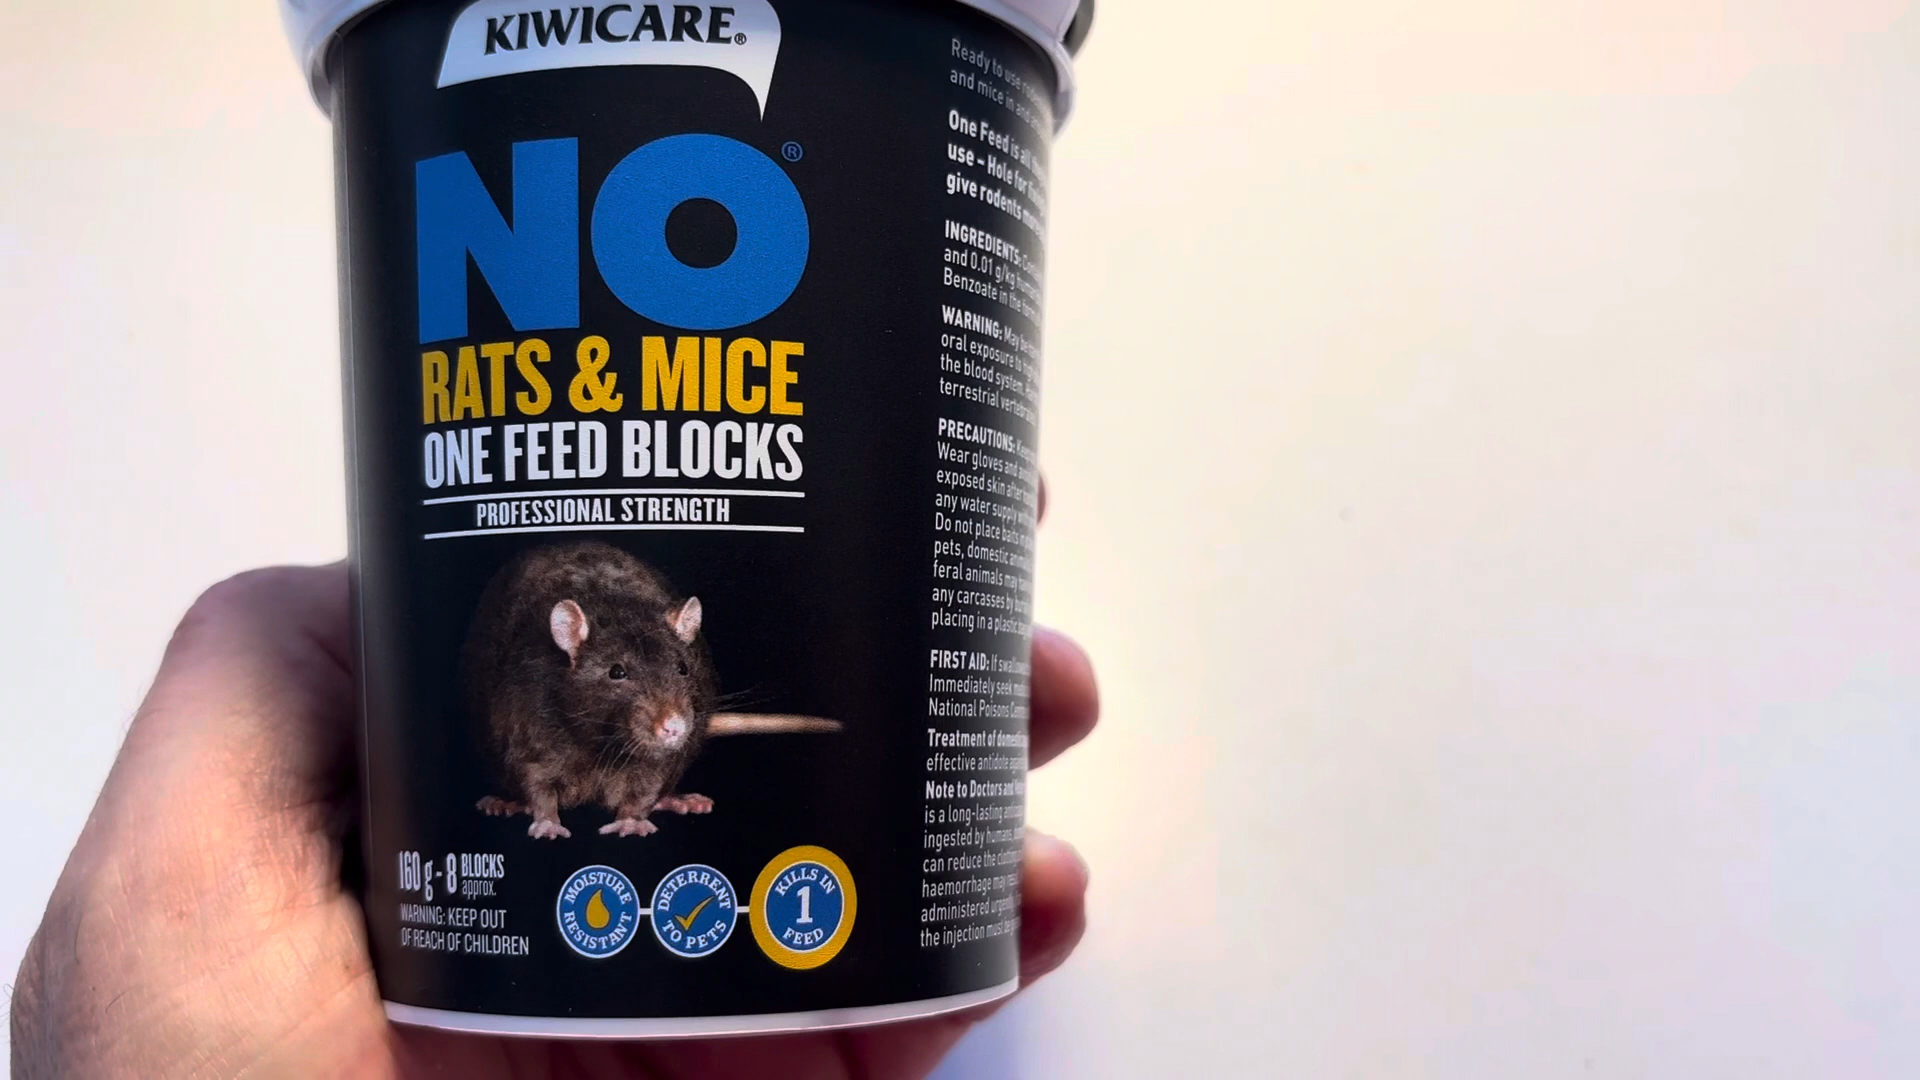 KIWICARE®
NO®
RATS & MICE
ONE FEED BLOCKS
PROFESSIONAL STRENGTH
160 g - 8 BLOCKS
approx.
WARNING: KEEP OUT
OF REACH OF CHILDREN
MOISTURE
RESISTANT
DETERRENT
TO PETS
KILLS IN
1
FEED
Ready to use
and mice in and
One Feed is all
use – Hole for
give rodents
INGREDIENTS:
and 0.01 g/kg
Benzoate in the
WARNING: May be
oral exposure to
the blood system.
terrestrial
PRECAUTIONS:
Wear gloves and
exposed skin after
any water supply
Do not place baits
pets, domestic
feral animals may
any carcasses by
placing in a plastic
FIRST AID: If
Immediately seek
National Poisons
Treatment of
effective antidote
Note to Doctors and
is a long-lasting
ingested by humans,
can reduce the
haemorrhage may
administered
the injection must